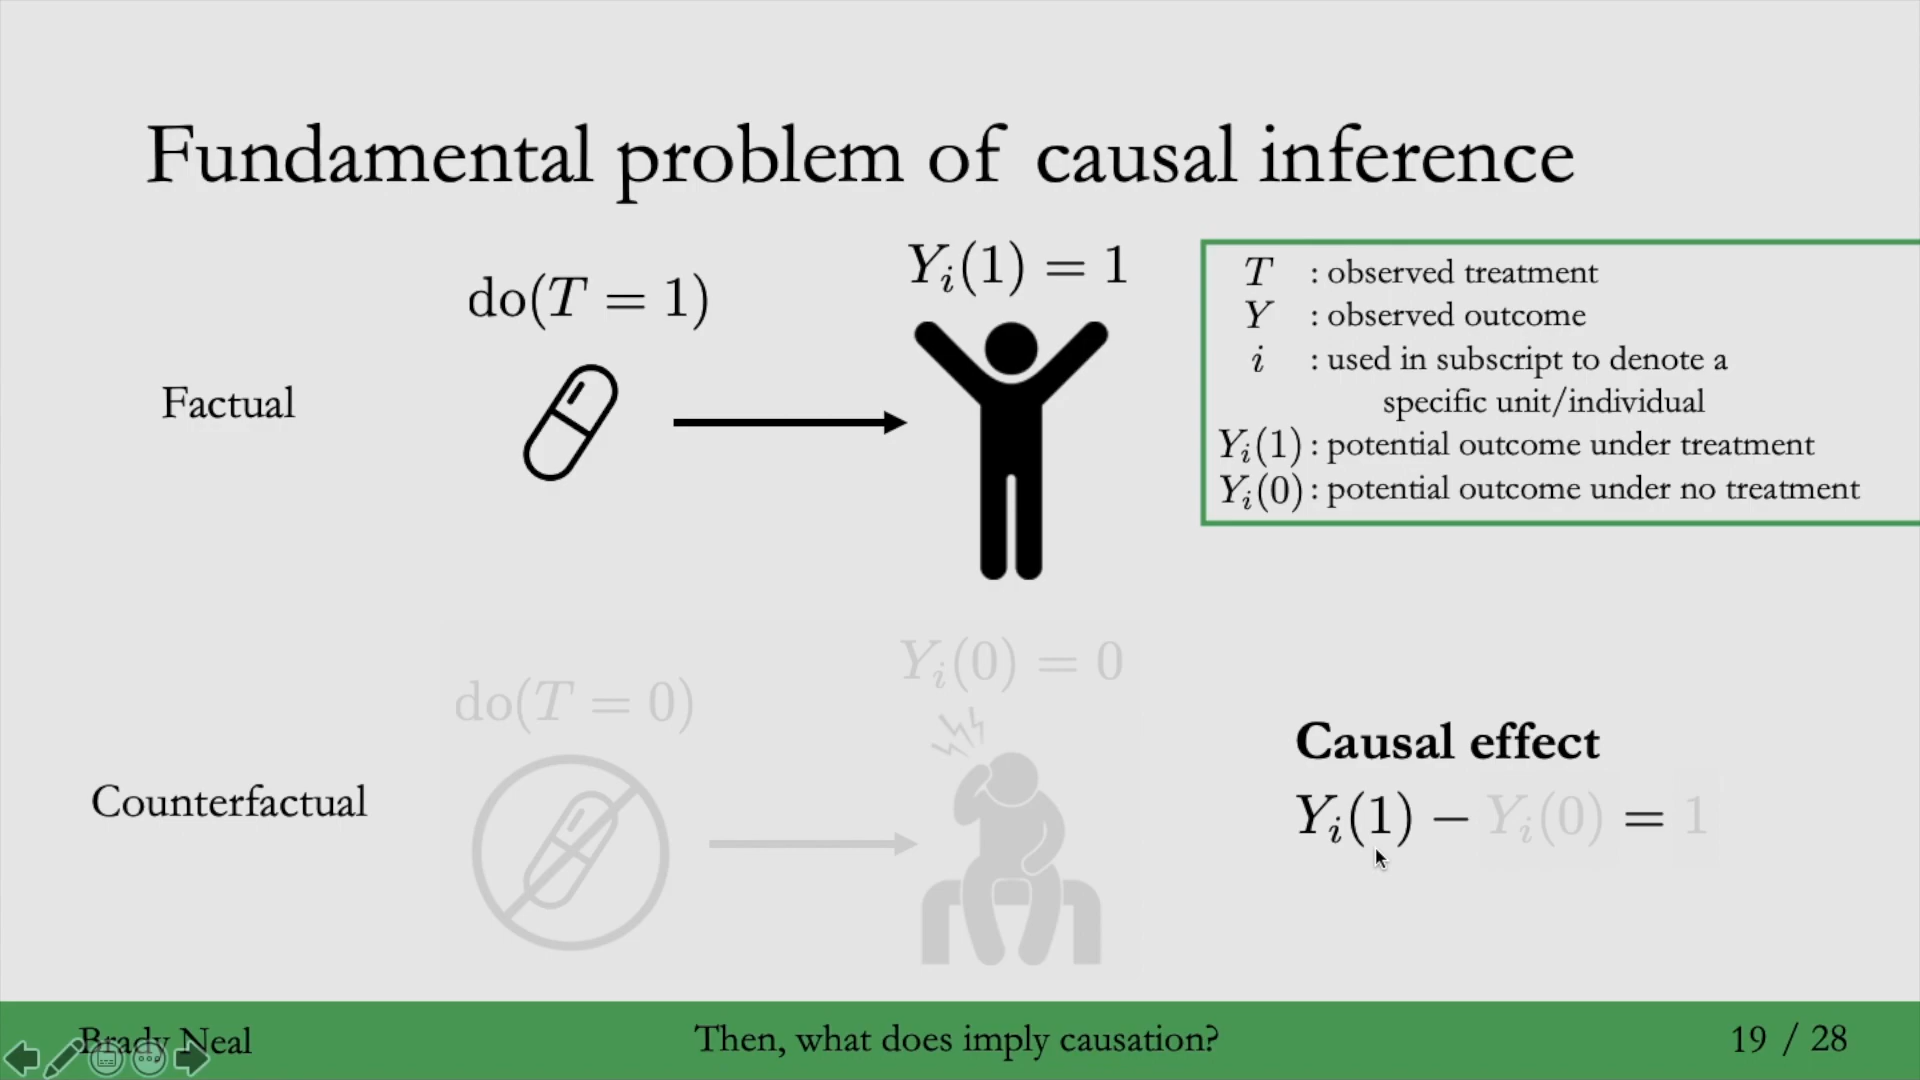 Fundamental problem of causal inference
do(T = 1)
Y_i(1) = 1
Factual
T : observed treatment
Y : observed outcome
i : used in subscript to denote a
specific unit/individual
Y_i(1) : potential outcome under treatment
Y_i(0) : potential outcome under no treatment
do(T = 0)
Y_i(0) = 0
Counterfactual
Causal effect
Y_i(1) − Y_i(0) = 1
Brady Neal
Then, what does imply causation?
19 / 28